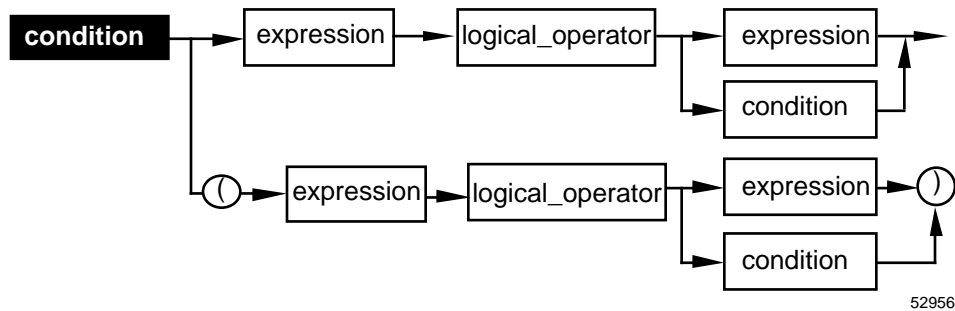 condition
expression
logical_operator
expression
condition
(
expression
logical_operator
expression
)
condition
52956